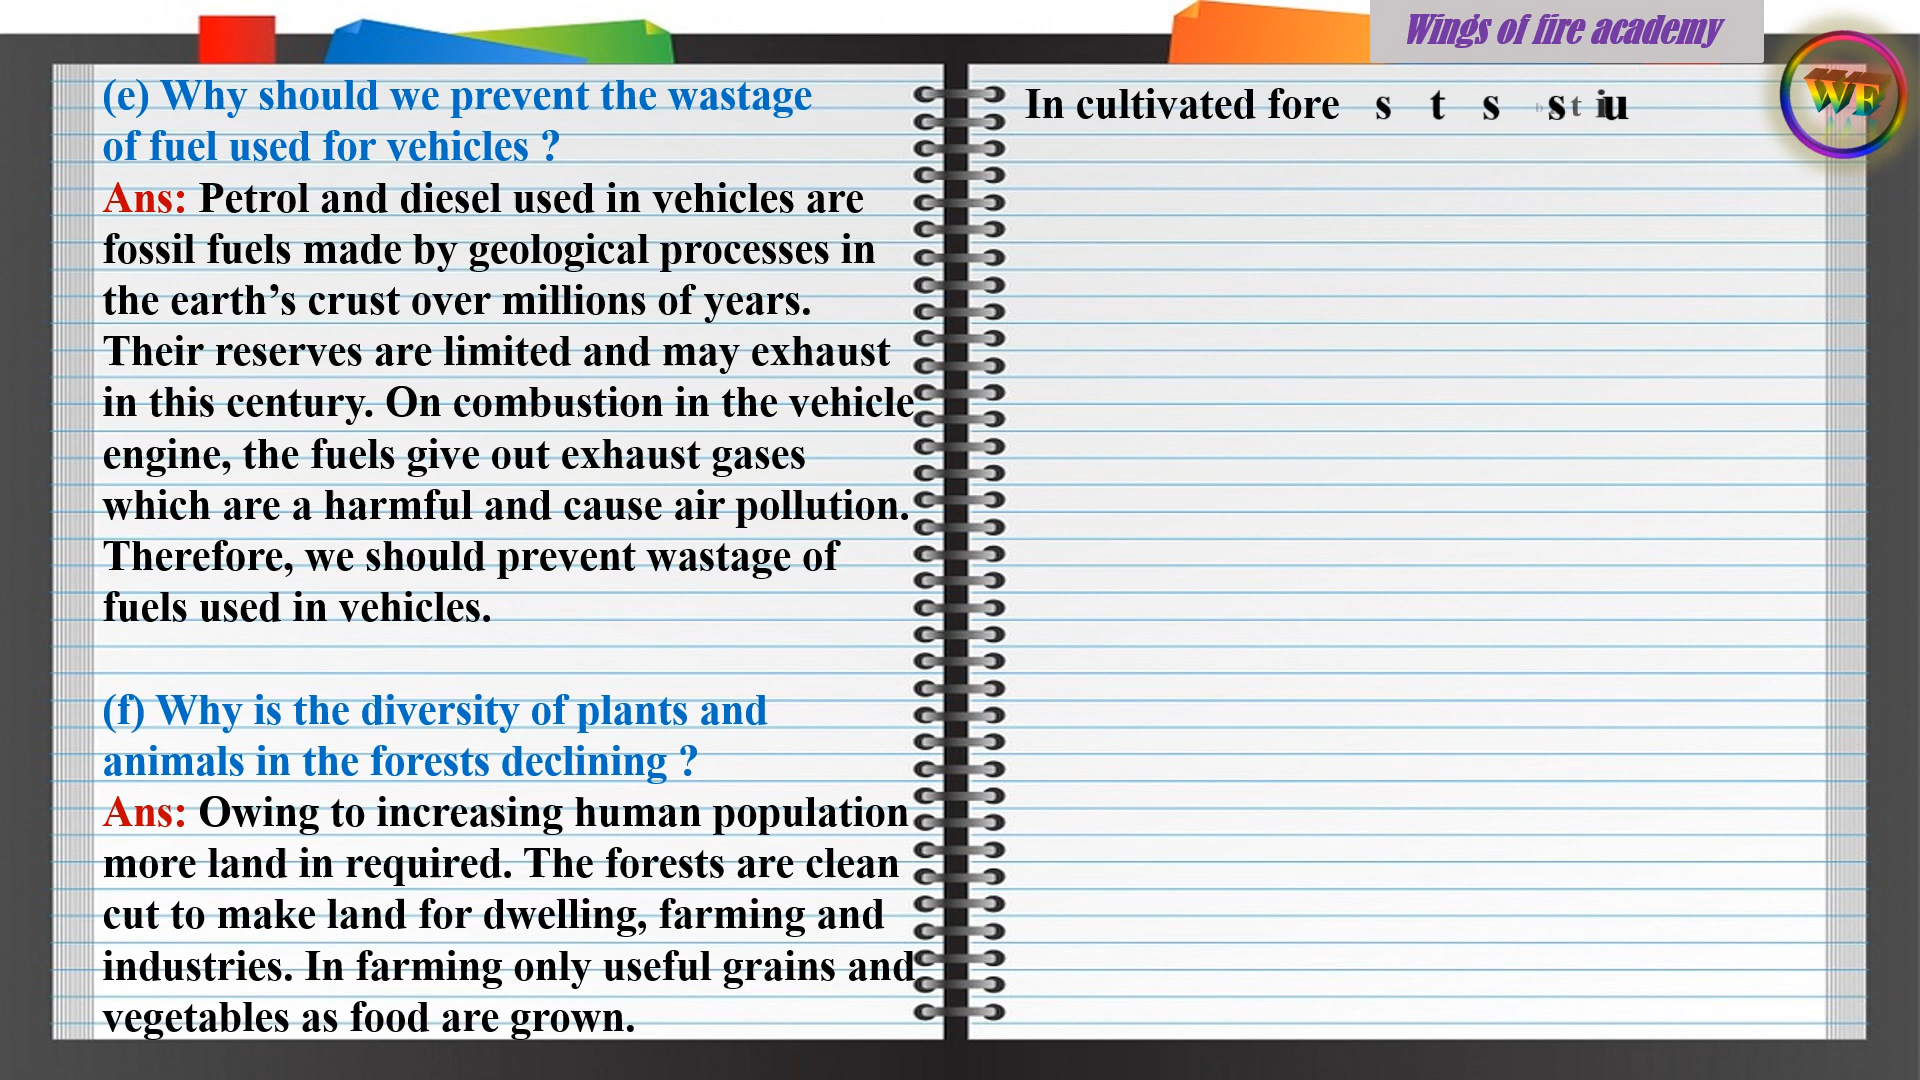 Wings of fire academy
WE
(e) Why should we prevent the wastage
of fuel used for vehicles ?
Ans: Petrol and diesel used in vehicles are
fossil fuels made by geological processes in
the earth’s crust over millions of years.
Their reserves are limited and may exhaust
in this century. On combustion in the vehicle
engine, the fuels give out exhaust gases
which are a harmful and cause air pollution.
Therefore, we should prevent wastage of
fuels used in vehicles.
(f) Why is the diversity of plants and
animals in the forests declining ?
Ans: Owing to increasing human population
more land in required. The forests are clean
cut to make land for dwelling, farming and
industries. In farming only useful grains and
vegetables as food are grown.
In cultivated fore s t s